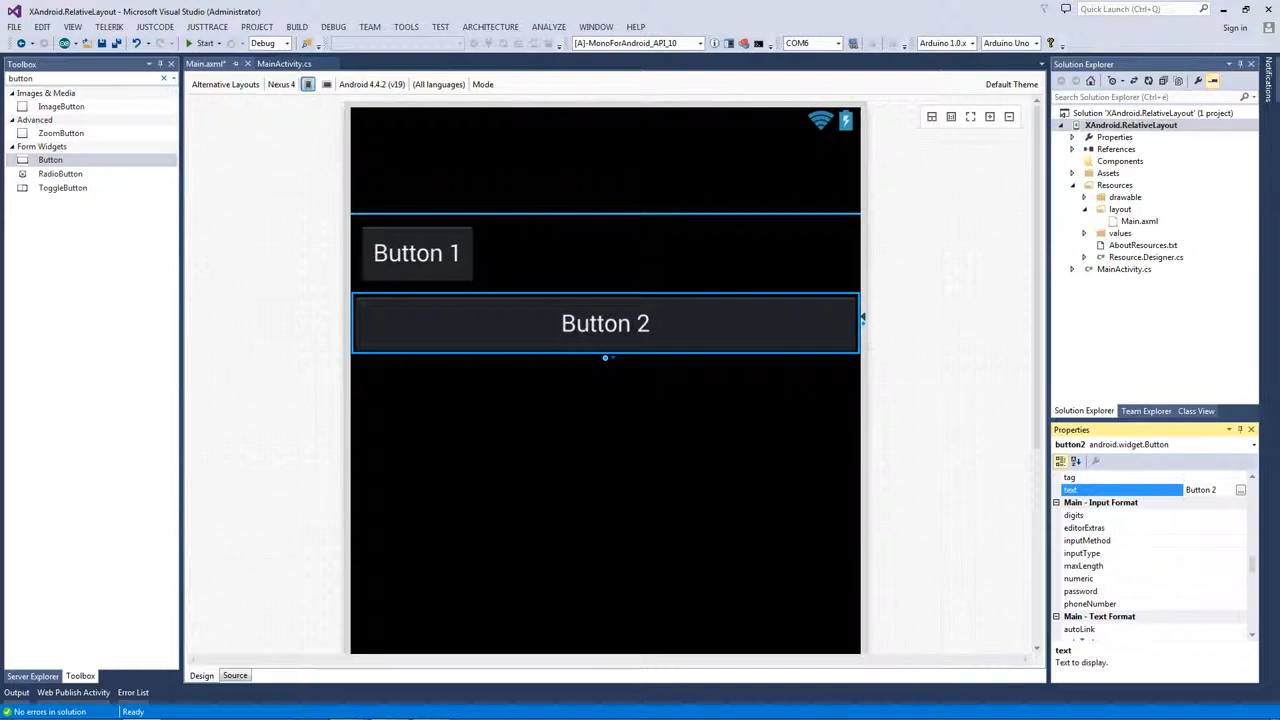 XAndroid.RelativeLayout - Microsoft Visual Studio (Administrator)
Quick Launch (Ctrl+Q)
FILE EDIT VIEW TELERIK JUSTCODE JUSTTRACE PROJECT BUILD DEBUG TEAM TOOLS TEST ARCHITECTURE ANALYZE WINDOW HELP
Sign in
Start Debug [A]-MonoForAndroid_API_10 COM6 Arduino 1.0.x Arduino Uno
Toolbox
button
Images & Media
ImageButton
Advanced
ZoomButton
Form Widgets
Button
RadioButton
ToggleButton
Server Explorer Toolbox
Main.axml* MainActivity.cs
Alternative Layouts Nexus 4 Android 4.4.2 (v19) (All languages) Mode Default Theme
Button 1
Button 2
Design Source
Solution Explorer
Search Solution Explorer (Ctrl+è)
Solution 'XAndroid.RelativeLayout' (1 project)
XAndroid.RelativeLayout
Properties
References
Components
Assets
Resources
drawable
layout
Main.axml
values
AboutResources.txt
Resource.Designer.cs
MainActivity.cs
Solution Explorer Team Explorer Class View
Properties
button2 android.widget.Button
tag
text Button 2 ...
Main - Input Format
digits
editorExtras
inputMethod
inputType
maxLength
numeric
password
phoneNumber
Main - Text Format
autoLink
text
Text to display.
Notifications
Output Web Publish Activity Error List
No errors in solution Ready